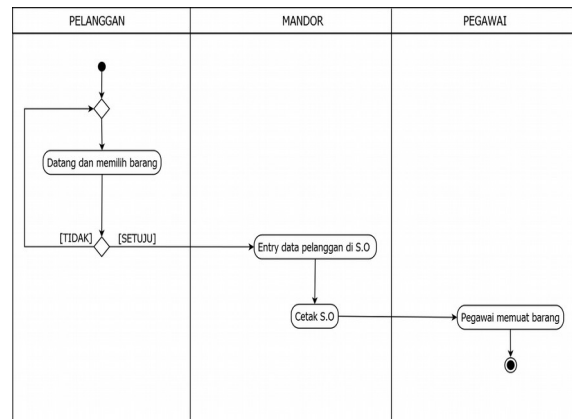 PELANGGAN
MANDOR
PEGAWAI
Datang dan memilih barang
[TIDAK]
[SETUJU]
Entry data pelanggan di S.O
Cetak S.O
Pegawai memuat barang